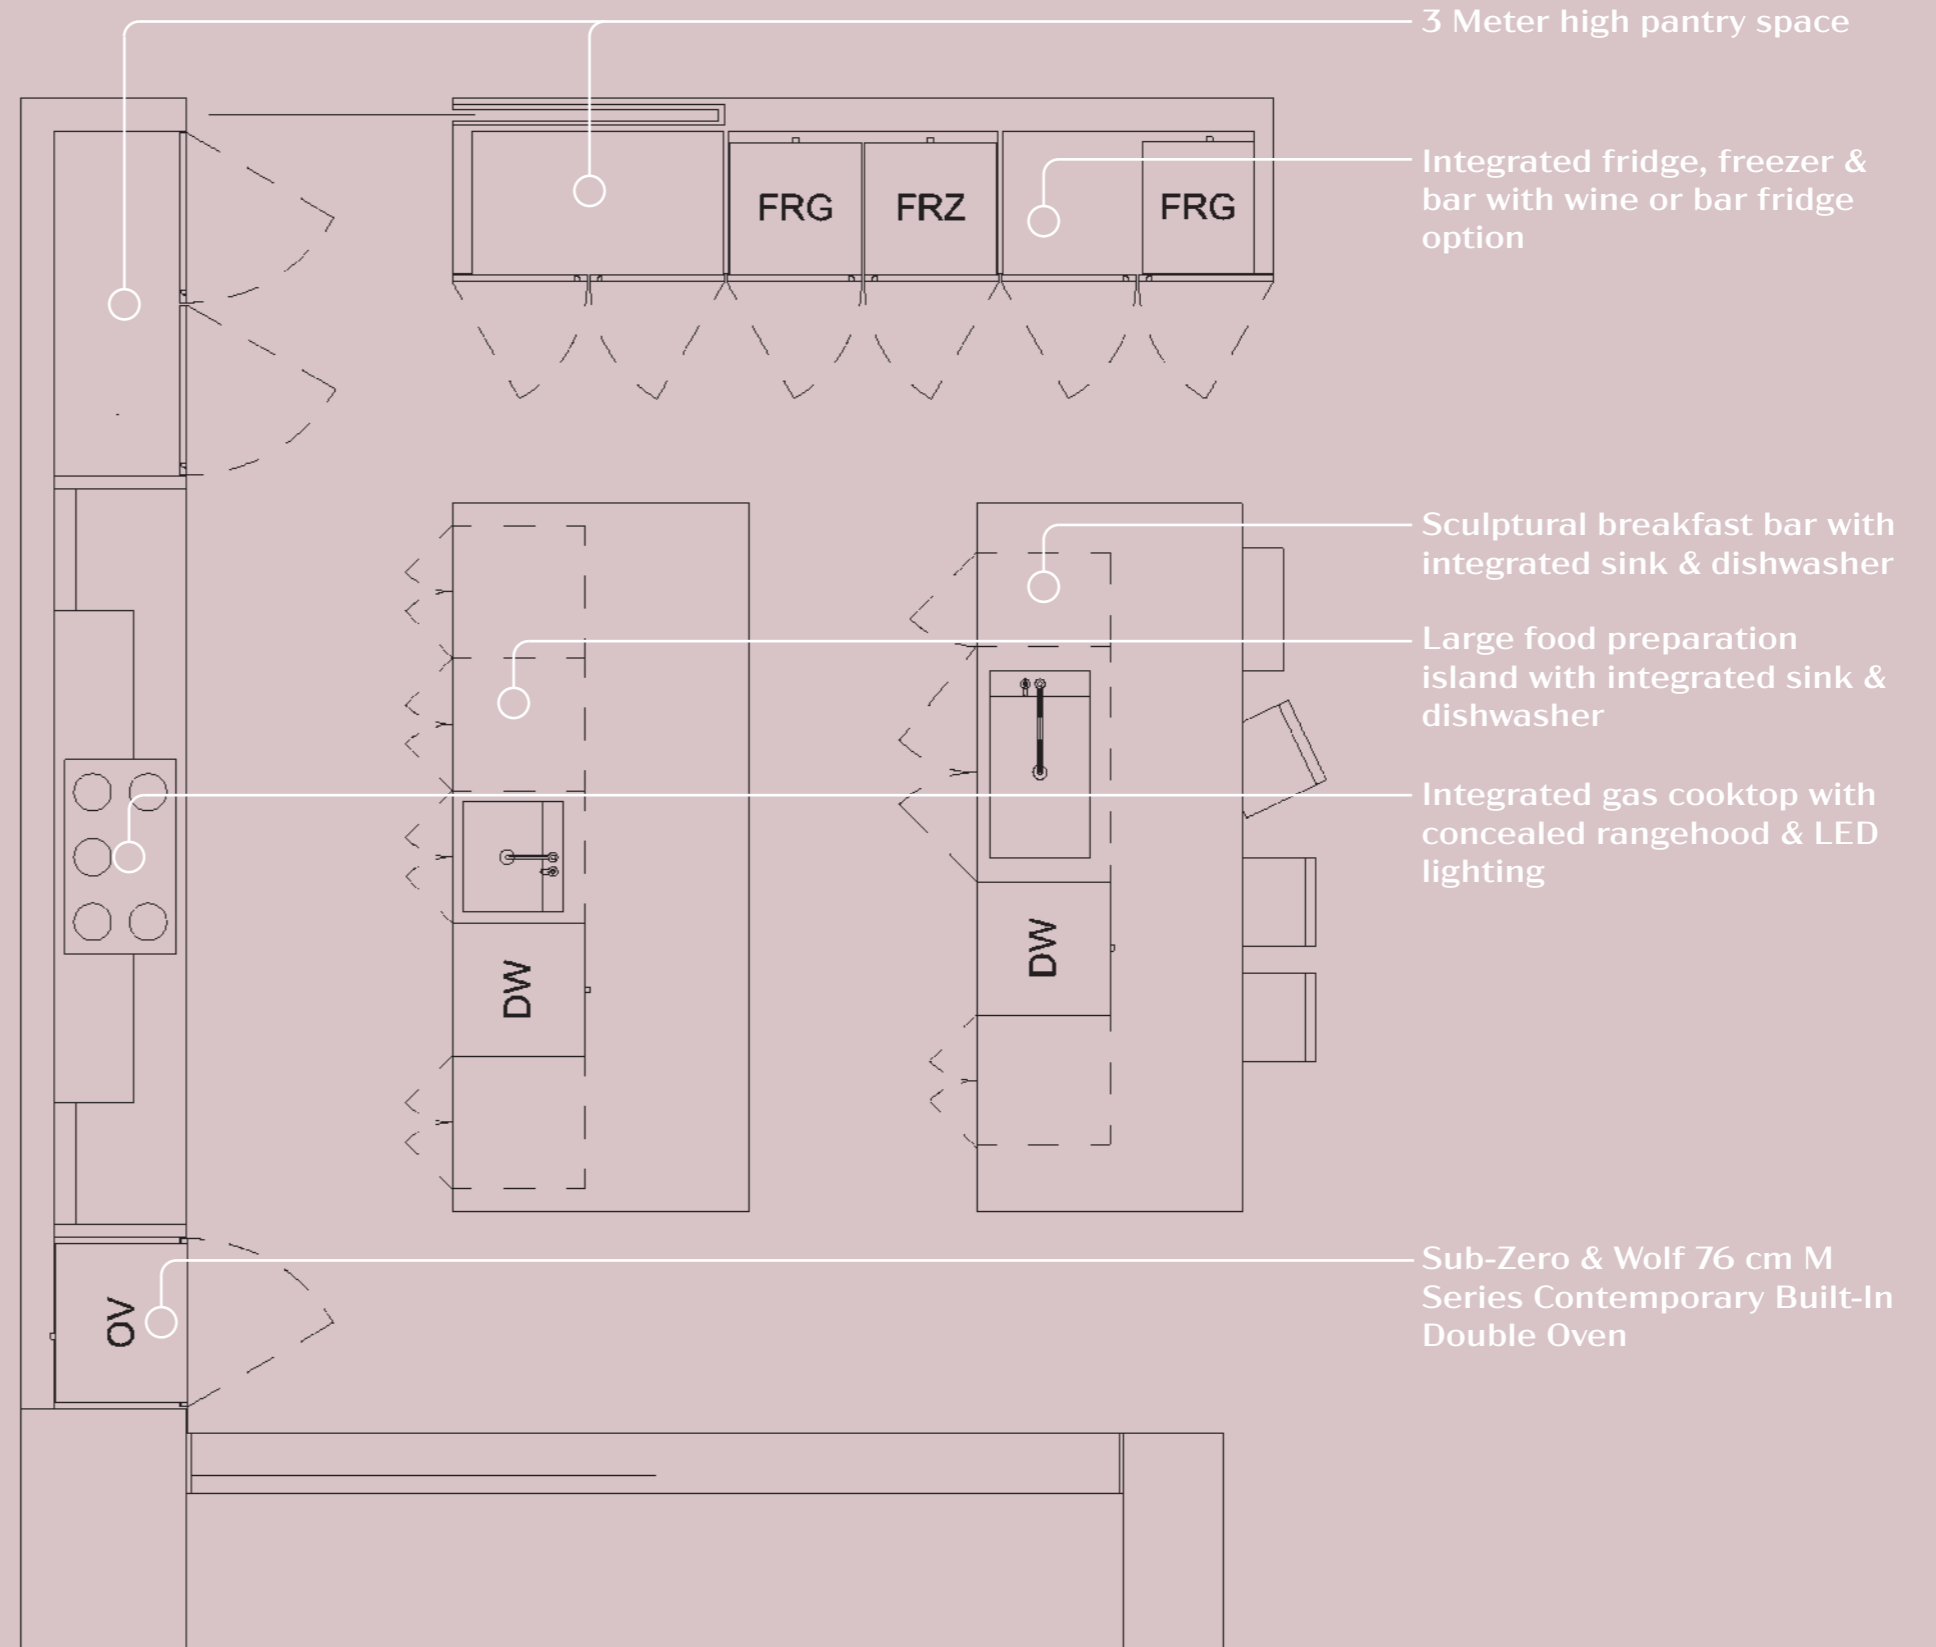 3 Meter high pantry space
Integrated fridge, freezer &
bar with wine or bar fridge
option
FRG
FRZ
FRG
Sculptural breakfast bar with
integrated sink & dishwasher
Large food preparation
island with integrated sink &
dishwasher
Integrated gas cooktop with
concealed rangehood & LED
lighting
DW
DW
Sub-Zero & Wolf 76 cm M
Series Contemporary Built-In
Double Oven
OV